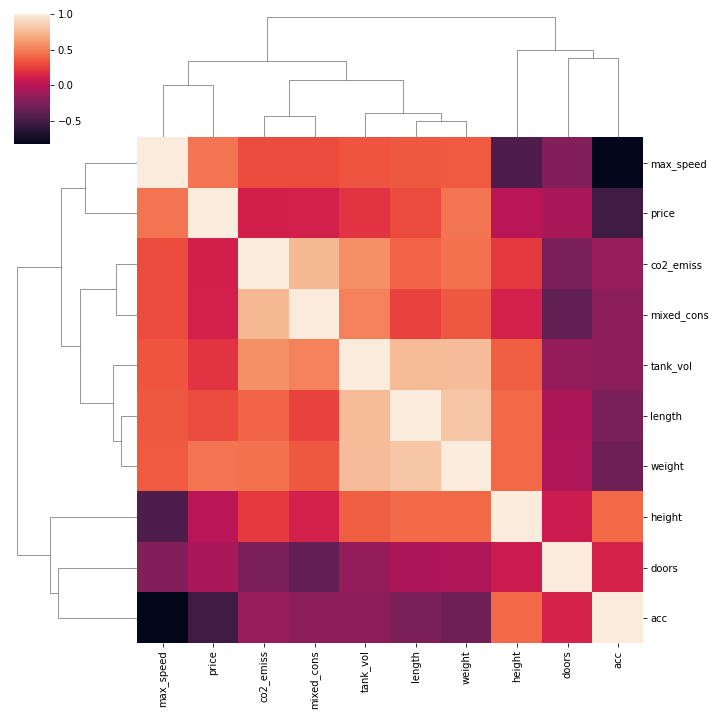 1.0
0.5
0.0
−0.5
max_speed
price
co2_emiss
mixed_cons
tank_vol
length
weight
height
doors
acc
max_speed
price
co2_emiss
mixed_cons
tank_vol
length
weight
height
doors
acc